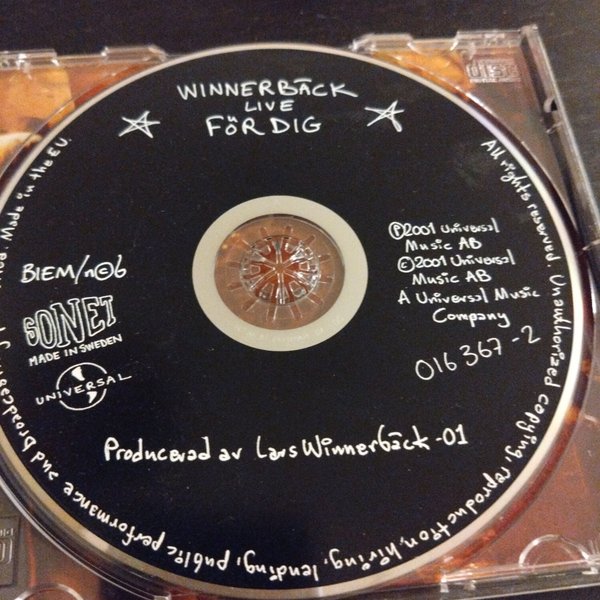 WINNERBÄCK
LIVE
FÖR DIG
BIEM/n©b
SONET
MADE IN SWEDEN
UNIVERSAL
℗2001 Universal
Music AB
©2001 Universal
Music AB
A Universal Music
Company
016 367-2
Producerad av Lars Winnerbäck -01
All rights reserved. Unauthorized copying, reproduction, hiring, lending, public performance and broadcasting
Made in the E.U.